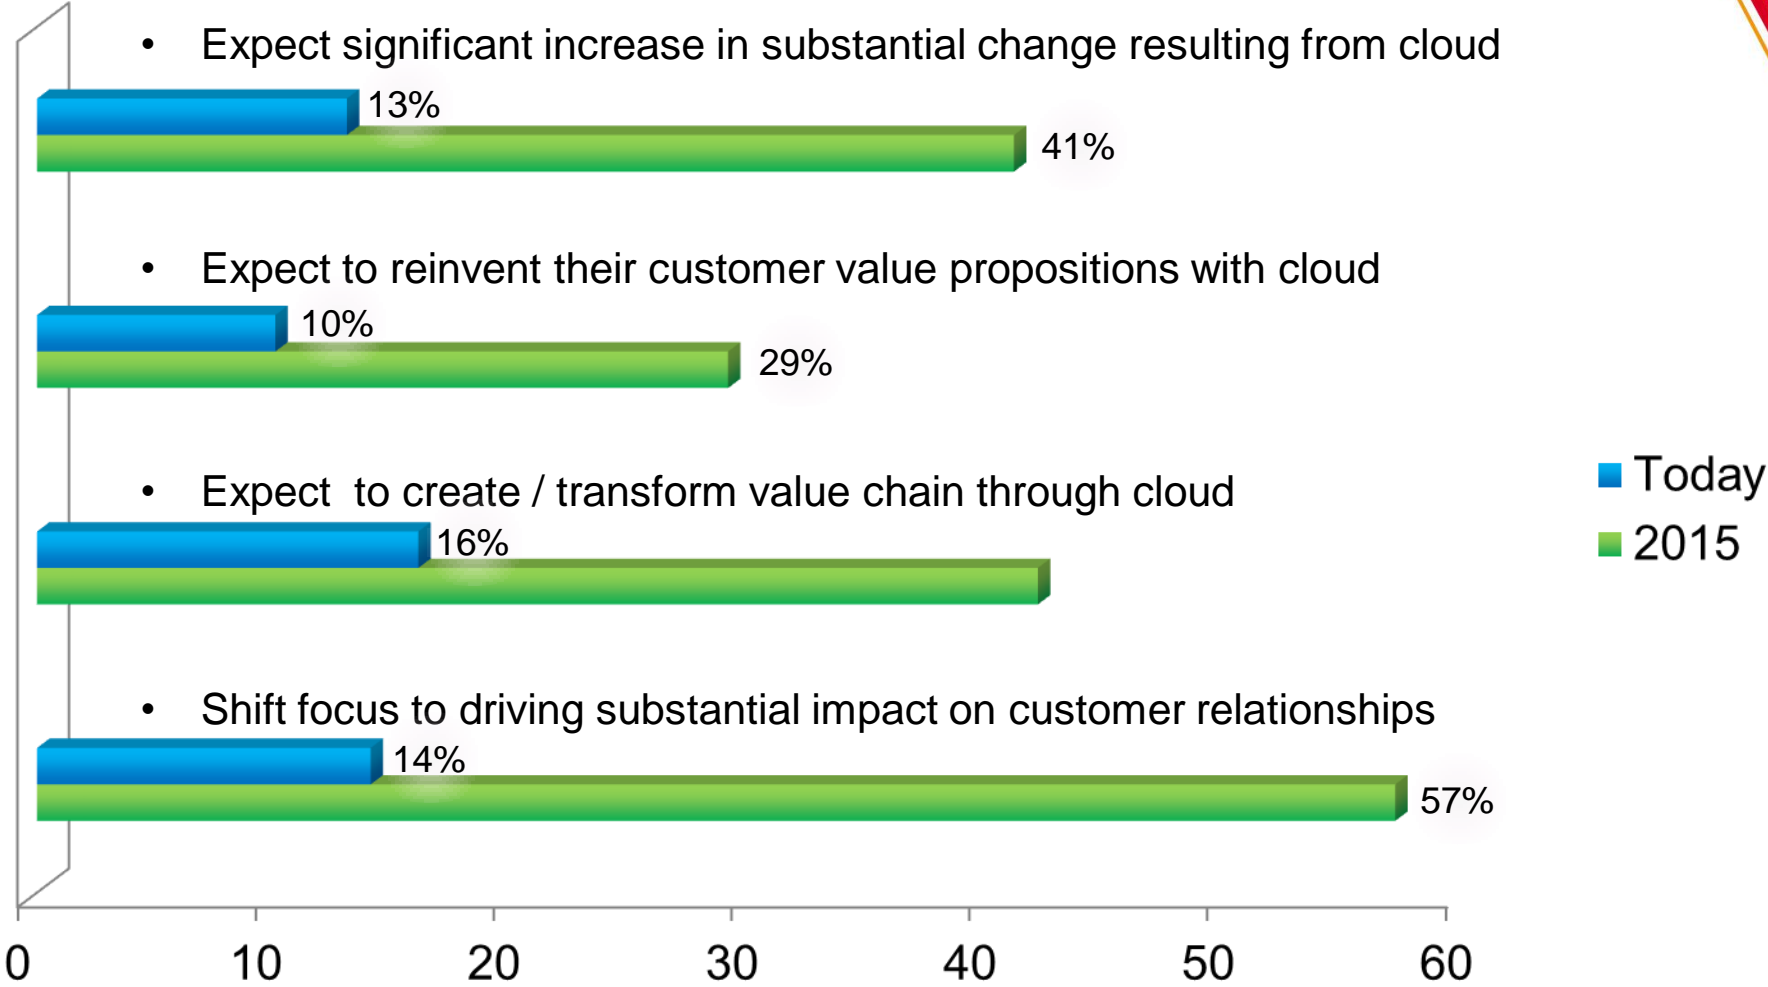 • Expect significant increase in substantial change resulting from cloud
13%
41%
• Expect to reinvent their customer value propositions with cloud
10%
29%
• Expect  to create / transform value chain through cloud
16%
• Shift focus to driving substantial impact on customer relationships
14%
57%
Today
2015
0 10 20 30 40 50 60